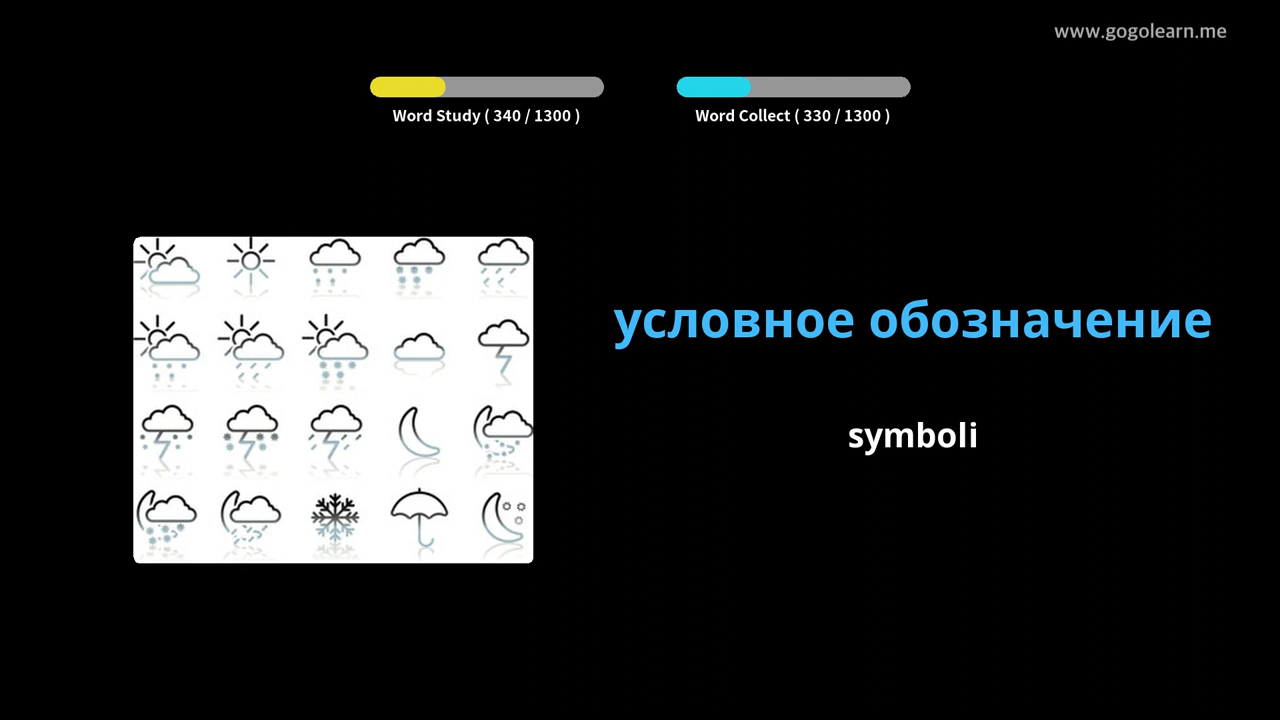 www.gogolearn.me
Word Study ( 340 / 1300 )
Word Collect ( 330 / 1300 )
условное обозначение
symboli